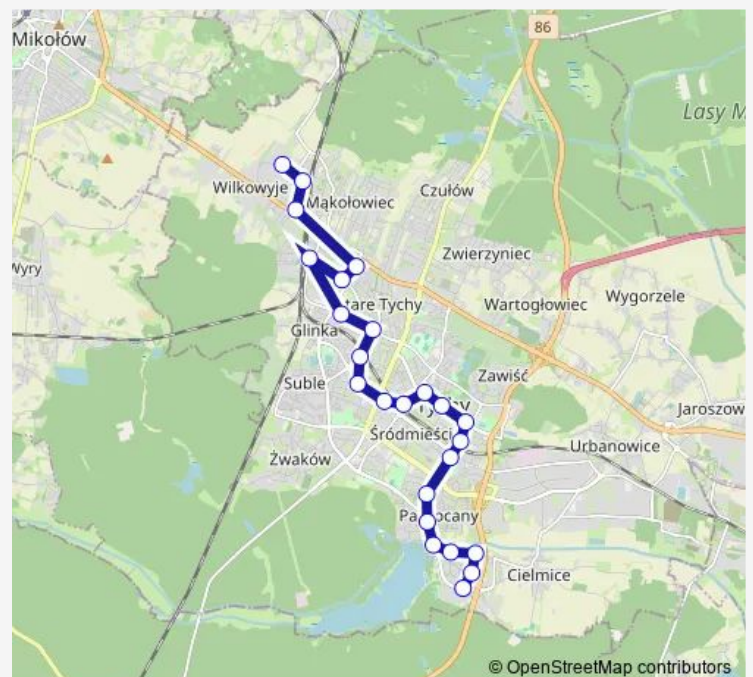 Mikołów
86
Lasy M
Wilkowyje
Mąkołowiec
Czułów
Wyry
Zwierzyniec
tare Tychy
Wartogłowiec
Wygorzele
Glinka
Suble
Zawiść
Jaroszow
Śródmieści
Urbanowice
Żwaków
Cielmice
© OpenStreetMap contributors